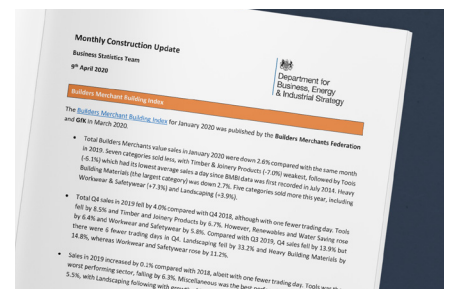 Monthly Construction Update
Business Statistics Team
9th April 2020
Department for
Business, Energy
& Industrial Strategy
Builders Merchant Building Index
The Builders Merchant Building Index for January 2020 was published by the Builders Merchants Federation
and GfK in March 2020.
• Total Builders Merchants value sales in January 2020 were down 2.6% compared with the same month
in 2019. Seven categories sold less, with Timber & Joinery Products (-7.0%) weakest, followed by Tools
(-6.1%) which had its lowest average sales a day since BMBI data was first recorded in July 2014. Heavy
Building Materials (the largest category) was down 2.7%. Five categories sold more this year, including
Workwear & Safetywear (+7.3%) and Landscaping (+3.9%).
• Total Q4 sales in 2019 fell by 4.0% compared with Q4 2018, although with one fewer trading day. Tools
fell by 8.5% and Timber and Joinery Products by 6.7%. However, Renewables and Water Saving rose
by 6.4% and Workwear and Safetywear by 5.8%. Compared with Q3 2019, Q4 sales fell by 13.9% but
there were 6 fewer trading days in Q4. Landscaping fell by 33.2% and Heavy Building Materials by
14.8%, whereas Workwear and Safetywear rose by 11.2%.
• Sales in 2019 increased by 0.1% compared with 2018, albeit with one fewer trading day. Tools was the
worst performing sector, falling by 6.3%. Miscellaneous was the best
5.5%, with Landscaping following with